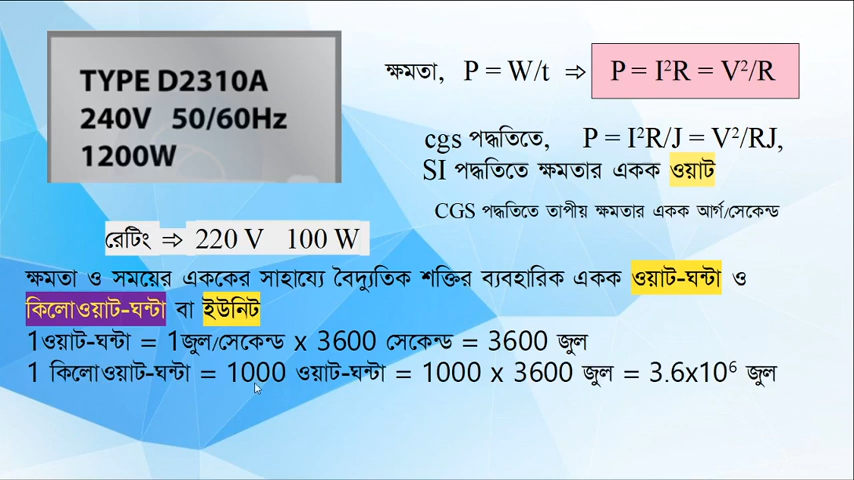 TYPE D2310A
240V 50/60Hz
1200W
ক্ষমতা, P = W/t ⇒ P = I²R = V²/R
cgs পদ্ধতিতে, P = I²R/J = V²/RJ,
SI পদ্ধতিতে ক্ষমতার একক ওয়াট
CGS পদ্ধতিতে তাপীয় ক্ষমতার একক আর্গ/সেকেন্ড
রেটিং ⇒ 220 V 100 W
ক্ষমতা ও সময়ের এককের সাহায্যে বৈদ্যুতিক শক্তির ব্যবহারিক একক ওয়াট-ঘন্টা ও
কিলোওয়াট-ঘন্টা বা ইউনিট
1ওয়াট-ঘন্টা = 1জুল/সেকেন্ড x 3600 সেকেন্ড = 3600 জুল
1 কিলোওয়াট-ঘন্টা = 1000 ওয়াট-ঘন্টা = 1000 x 3600 জুল = 3.6x10⁶ জুল